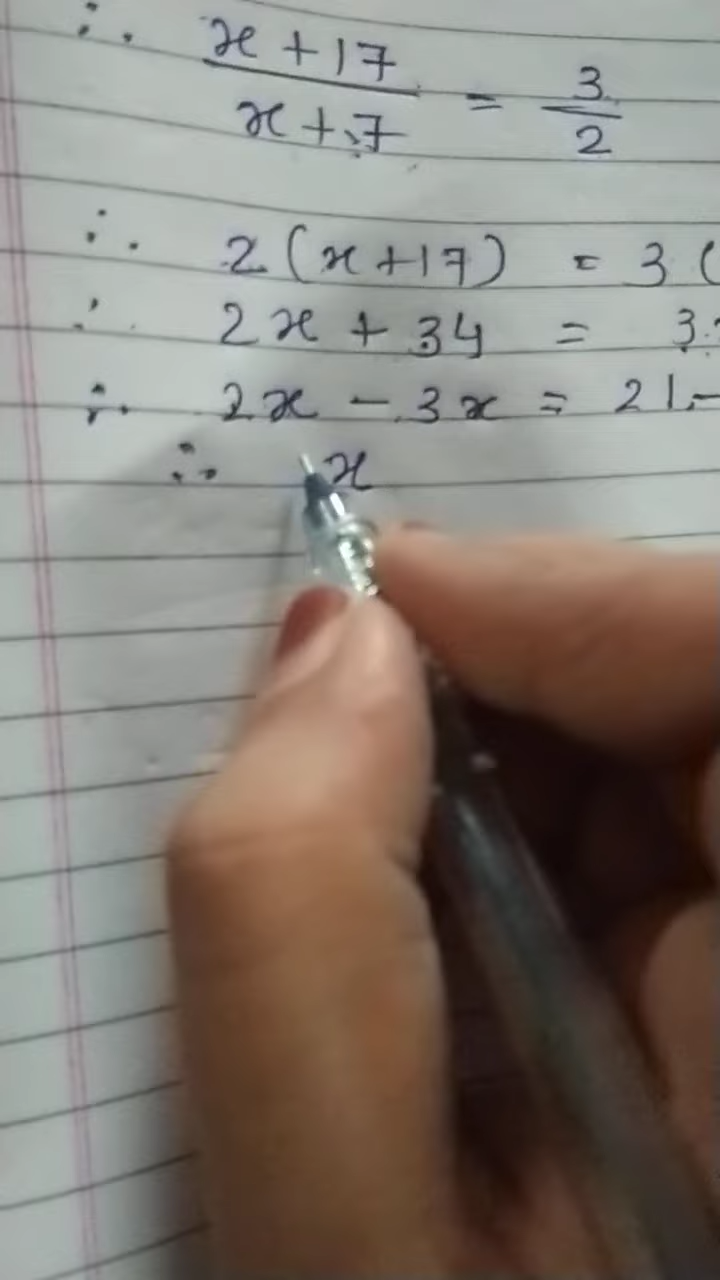 ∴ x + 17 / x + 7 = 3 / 2
∴ 2 (x + 17) = 3 (
∴ 2x + 34 = 3
∴ 2x - 3x = 21 -
∴ x